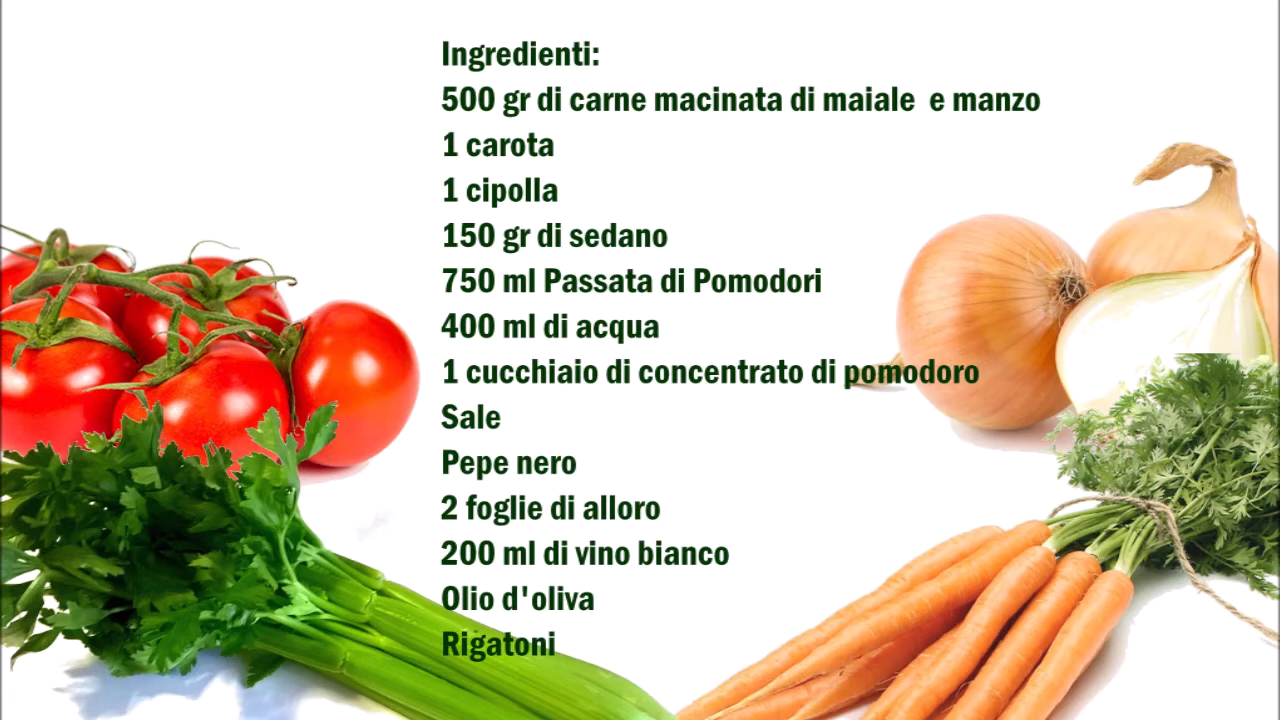 Ingredienti:
500 gr di carne macinata di maiale e manzo
1 carota
1 cipolla
150 gr di sedano
750 ml Passata di Pomodori
400 ml di acqua
1 cucchiaio di concentrato di pomodoro
Sale
Pepe nero
2 foglie di alloro
200 ml di vino bianco
Olio d'oliva
Rigatoni